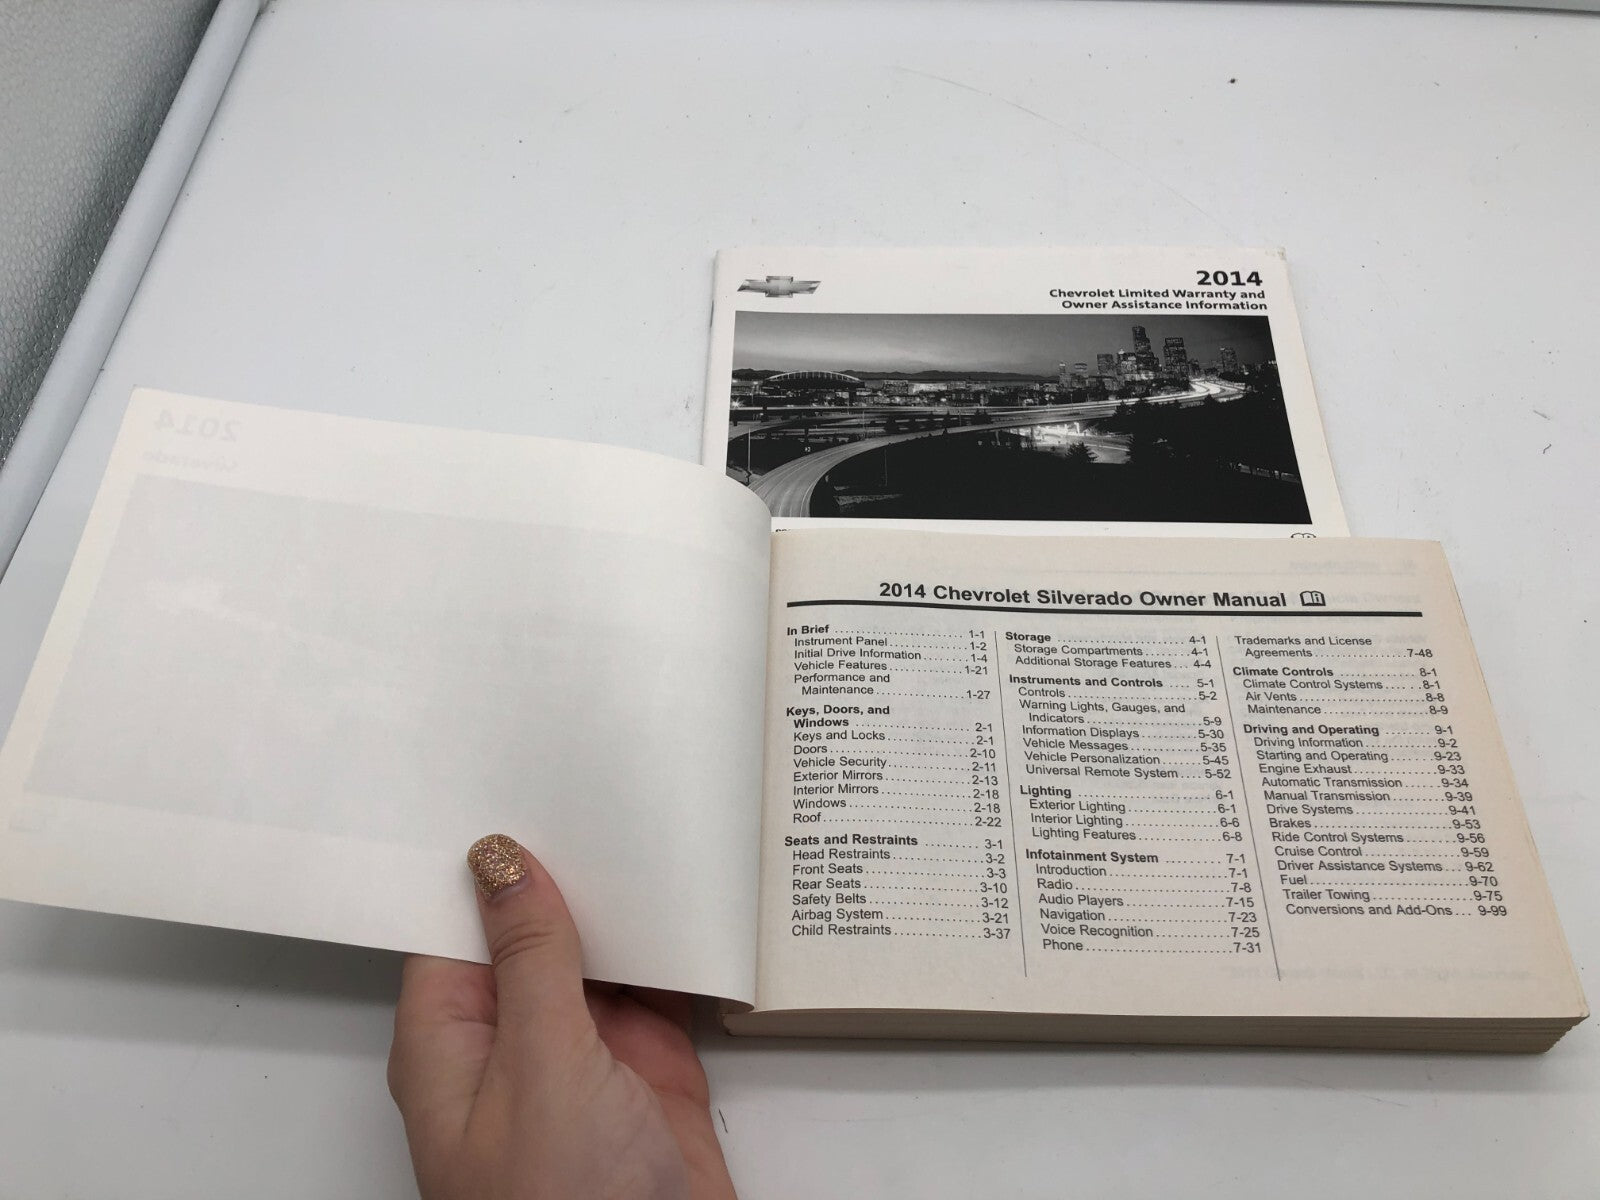 2014
Chevrolet Limited Warranty and
Owner Assistance Information
2014
Silverado
2014 Chevrolet Silverado Owner Manual
In Brief ........................ 1-1
Instrument Panel .............. 1-2
Initial Drive Information ........ 1-4
Vehicle Features .............. 1-21
Performance and
Maintenance ................ 1-27
Keys, Doors, and
Windows ...................... 2-1
Keys and Locks ................ 2-1
Doors ........................ 2-10
Vehicle Security ............... 2-11
Exterior Mirrors ............... 2-13
Interior Mirrors ................ 2-18
Windows ...................... 2-18
Roof .......................... 2-22
Seats and Restraints ......... 3-1
Head Restraints ............... 3-2
Front Seats .................... 3-3
Rear Seats .................... 3-10
Safety Belts ................... 3-12
Airbag System ................. 3-21
Child Restraints ............... 3-37
Storage ....................... 4-1
Storage Compartments ........ 4-1
Additional Storage Features ... 4-4
Instruments and Controls .... 5-1
Controls ....................... 5-2
Warning Lights, Gauges, and
Indicators .................... 5-9
Information Displays .......... 5-30
Vehicle Messages ............. 5-35
Vehicle Personalization ....... 5-45
Universal Remote System .... 5-52
Lighting ....................... 6-1
Exterior Lighting ............... 6-1
Interior Lighting ................ 6-6
Lighting Features .............. 6-8
Infotainment System ......... 7-1
Introduction .................... 7-1
Radio .......................... 7-8
Audio Players ................. 7-15
Navigation .................... 7-23
Voice Recognition ............. 7-25
Phone ......................... 7-31
Trademarks and License
Agreements .................. 7-48
Climate Controls ............. 8-1
Climate Control Systems ...... 8-1
Air Vents ....................... 8-8
Maintenance ................... 8-9
Driving and Operating ........ 9-1
Driving Information ............. 9-2
Starting and Operating ........ 9-23
Engine Exhaust ............... 9-33
Automatic Transmission ....... 9-34
Manual Transmission .......... 9-39
Drive Systems ................. 9-41
Brakes ......................... 9-53
Ride Control Systems ......... 9-56
Cruise Control ................. 9-59
Driver Assistance Systems ... 9-62
Fuel ........................... 9-70
Trailer Towing .................. 9-75
Conversions and Add-Ons ... 9-99